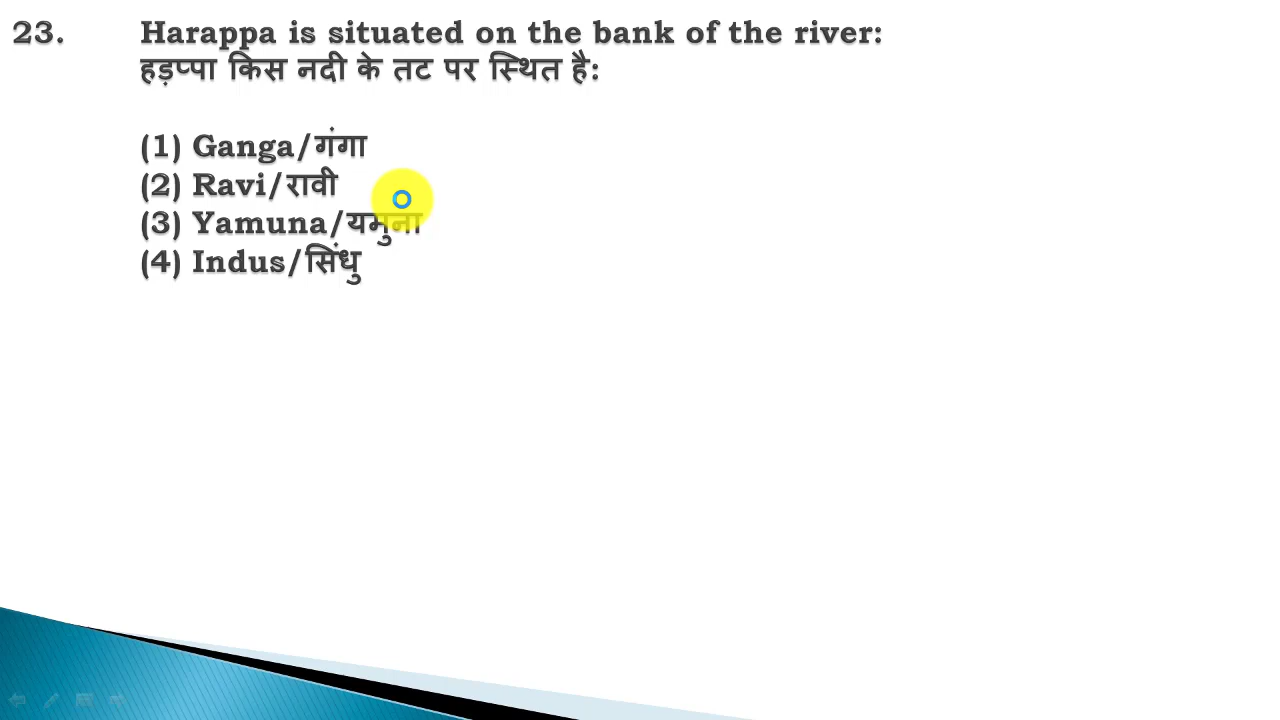 23. Harappa is situated on the bank of the river:
हड़प्पा किस नदी के तट पर स्थित है:
(1) Ganga/गंगा
(2) Ravi/रावी
(3) Yamuna/यमुना
(4) Indus/सिंधु